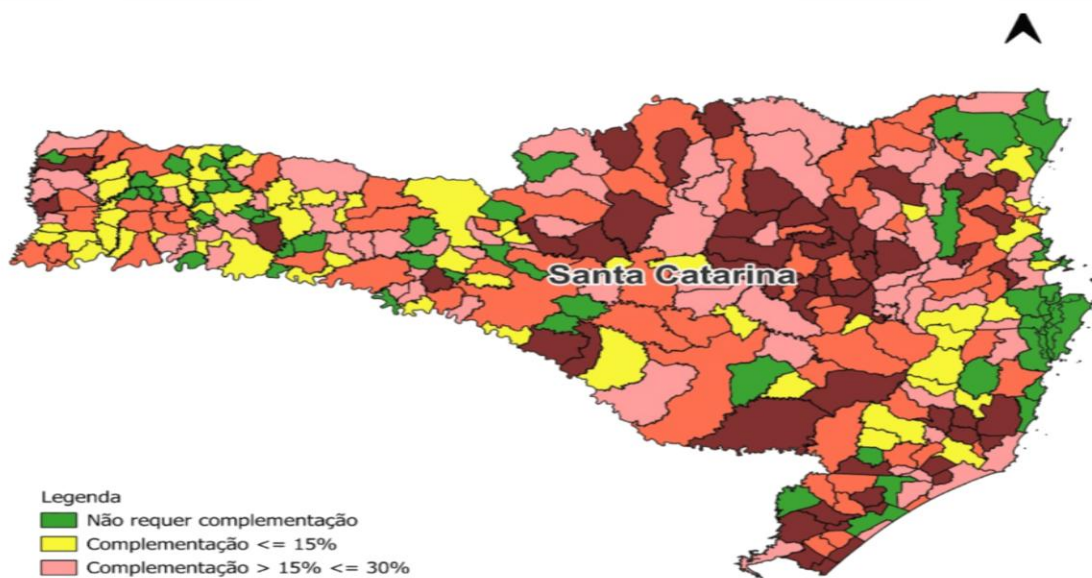 Santa Catarina
Legenda
Não requer complementação
Complementação <= 15%
Complementação > 15% <= 30%